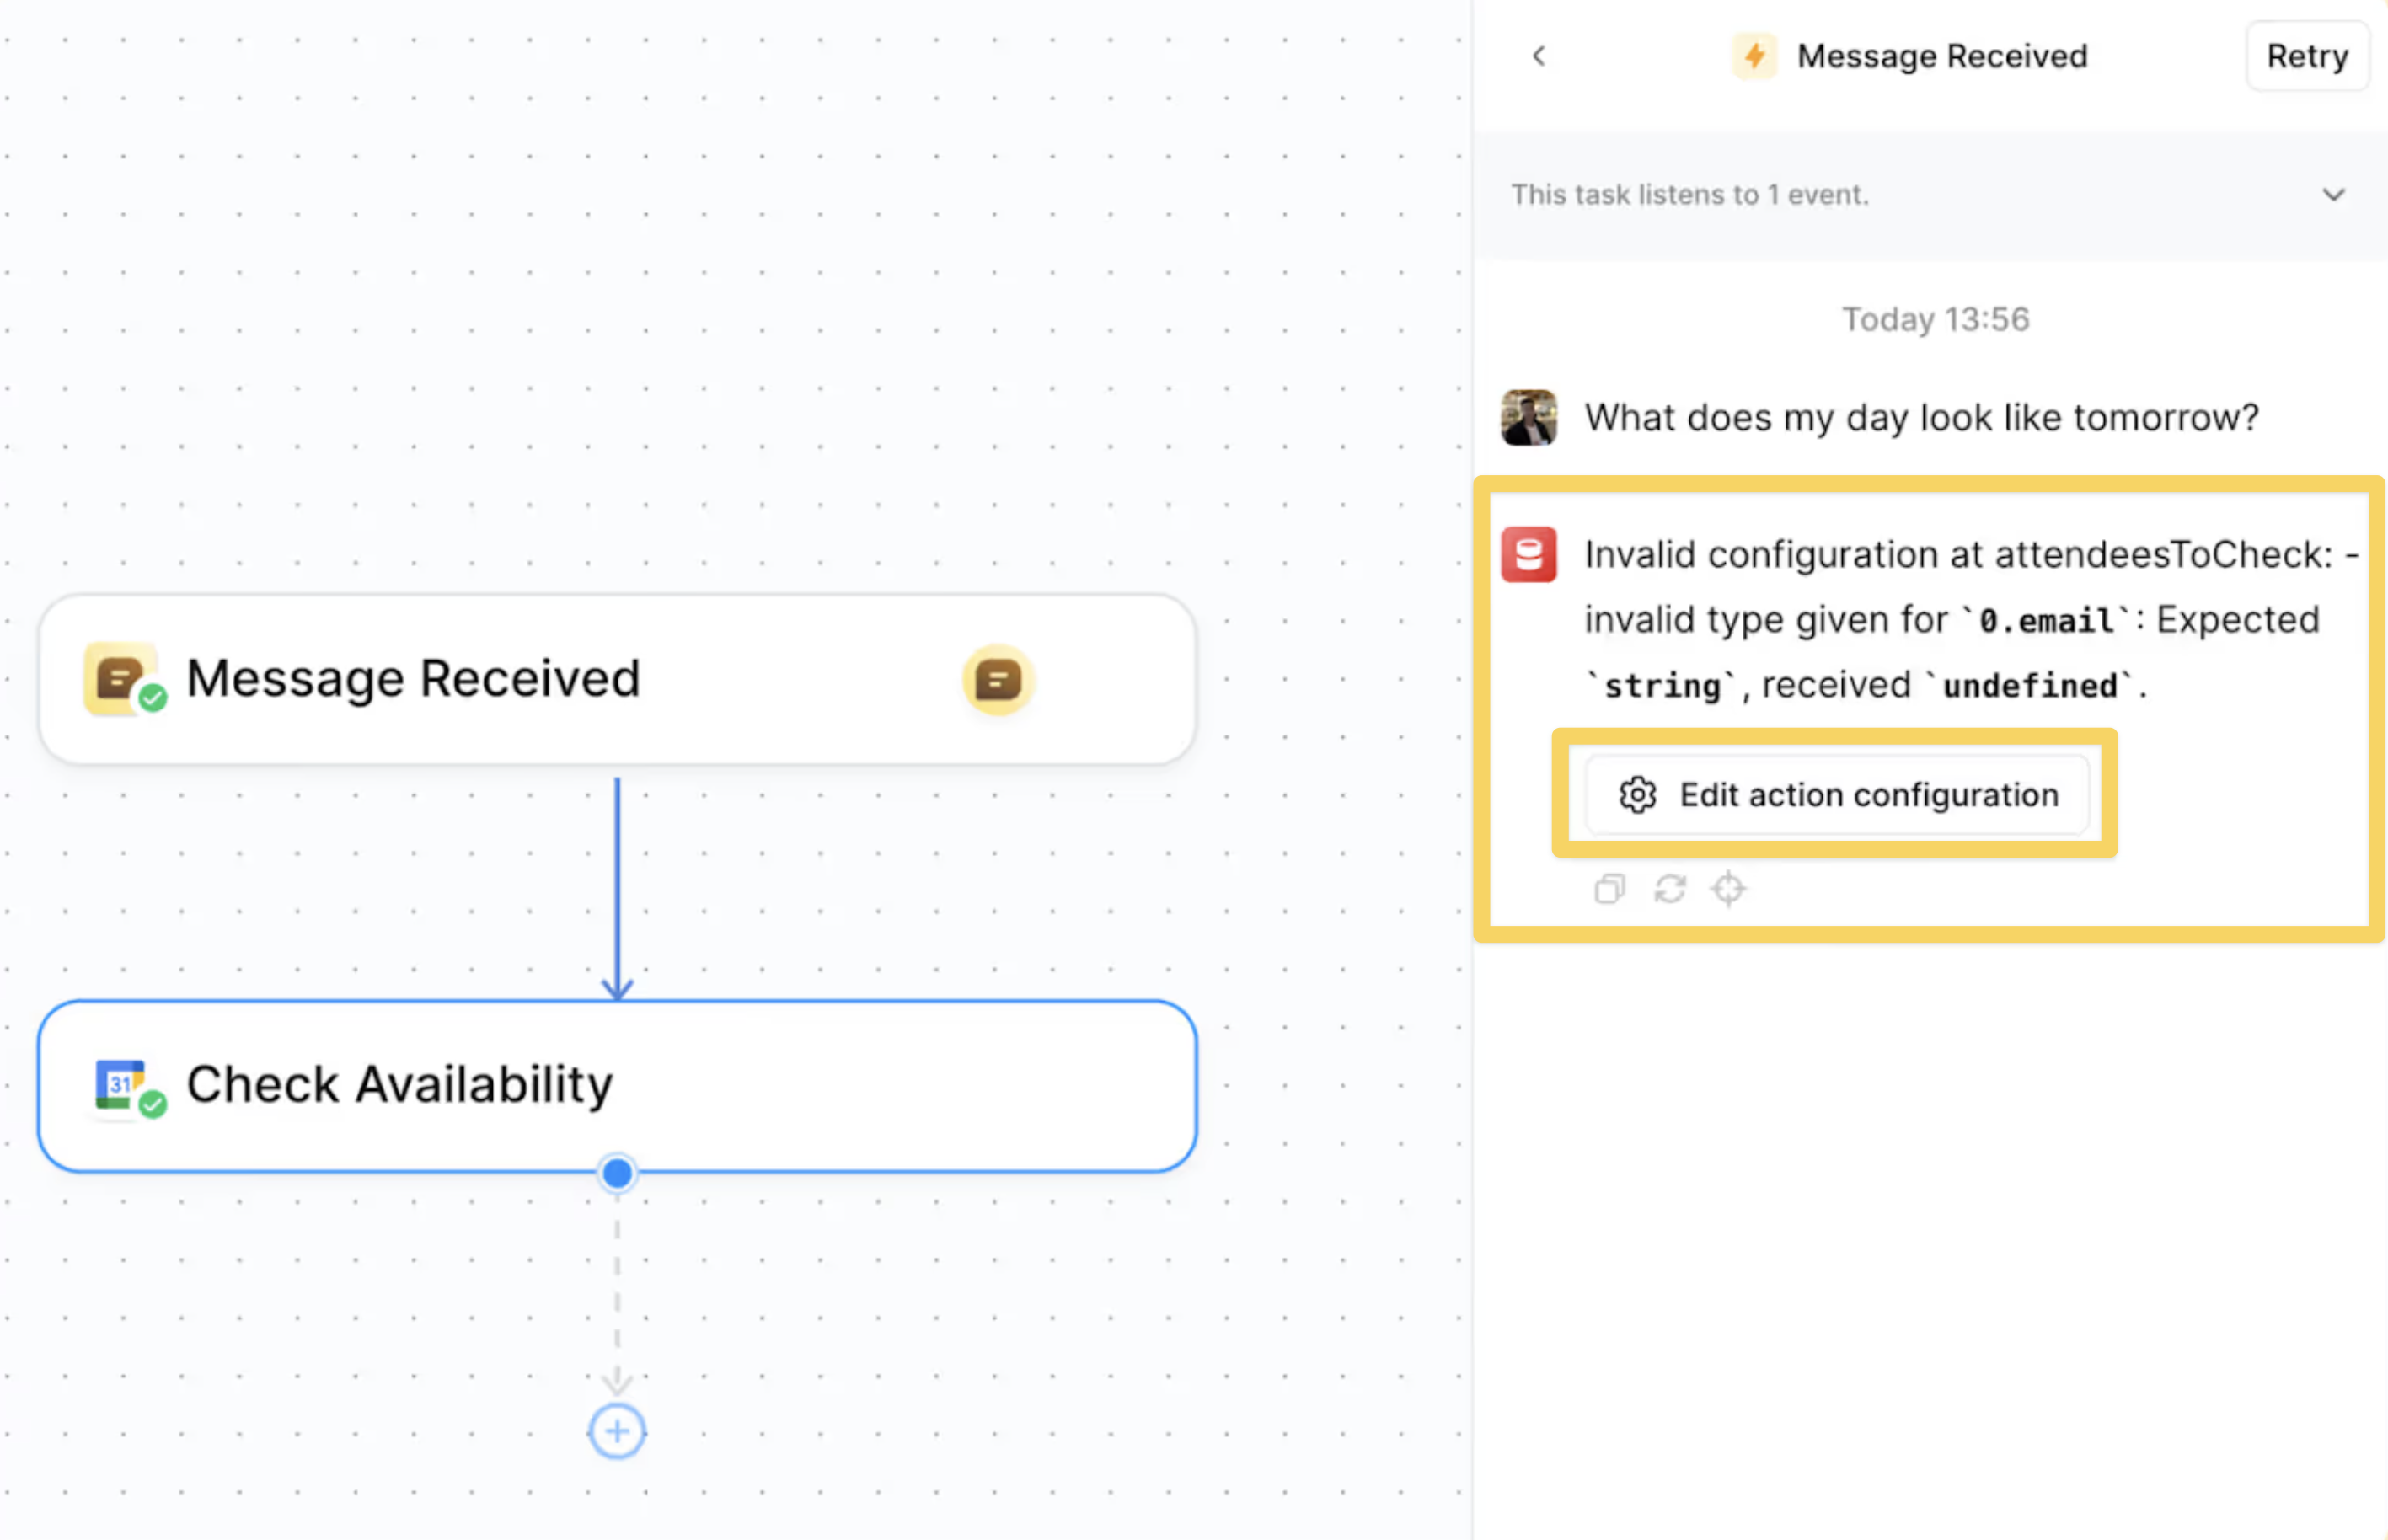 Message Received
Retry
This task listens to 1 event.
Today 13:56
What does my day look like tomorrow?
Invalid configuration at attendeesToCheck: -
invalid type given for `0.email`: Expected
`string`, received `undefined`.
Edit action configuration
Message Received
31
Check Availability